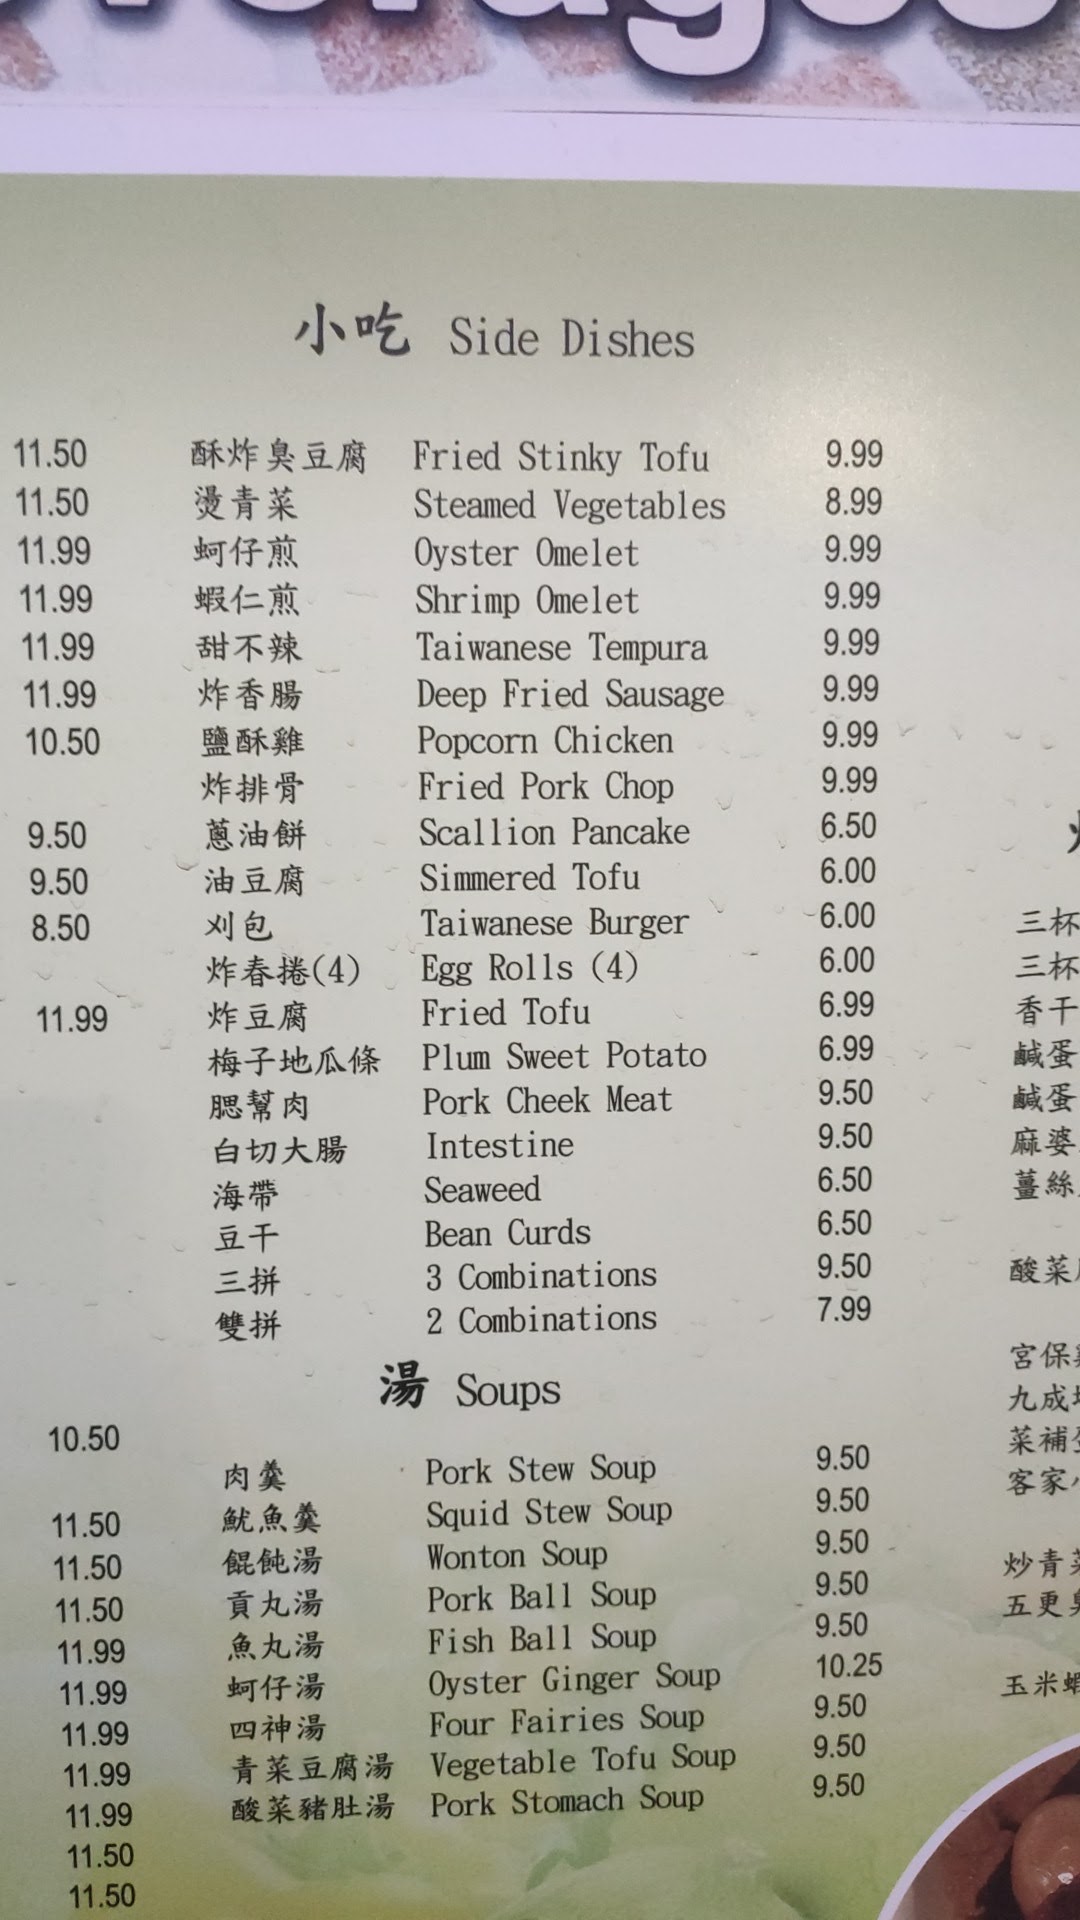 小吃 Side Dishes
11.50 酥炸臭豆腐 Fried Stinky Tofu 9.99
11.50 燙青菜 Steamed Vegetables 8.99
11.99 蚵仔煎 Oyster Omelet 9.99
11.99 蝦仁煎 Shrimp Omelet 9.99
11.99 甜不辣 Taiwanese Tempura 9.99
11.99 炸香腸 Deep Fried Sausage 9.99
10.50 鹽酥雞 Popcorn Chicken 9.99
炸排骨 Fried Pork Chop 9.99
9.50 蔥油餅 Scallion Pancake 6.50
9.50 油豆腐 Simmered Tofu 6.00
8.50 刈包 Taiwanese Burger 6.00 三杯
炸春捲(4) Egg Rolls (4) 6.00 三杯
11.99 炸豆腐 Fried Tofu 6.99 香干
梅子地瓜條 Plum Sweet Potato 6.99 鹹蛋
腮幫肉 Pork Cheek Meat 9.50 鹹蛋
白切大腸 Intestine 9.50 麻婆
海帶 Seaweed 6.50 薑絲
豆干 Bean Curds 6.50
三拼 3 Combinations 9.50 酸菜
雙拼 2 Combinations 7.99
湯 Soups
宮保
九成
10.50 菜補
肉羹 Pork Stew Soup 9.50 客家
11.50 魷魚羹 Squid Stew Soup 9.50
11.50 餛飩湯 Wonton Soup 9.50 炒青菜
11.50 貢丸湯 Pork Ball Soup 9.50 五更
11.99 魚丸湯 Fish Ball Soup 9.50
11.99 蚵仔湯 Oyster Ginger Soup 10.25 玉米蝦
11.99 四神湯 Four Fairies Soup 9.50
11.99 青菜豆腐湯 Vegetable Tofu Soup 9.50
11.99 酸菜豬肚湯 Pork Stomach Soup 9.50
11.50
11.50